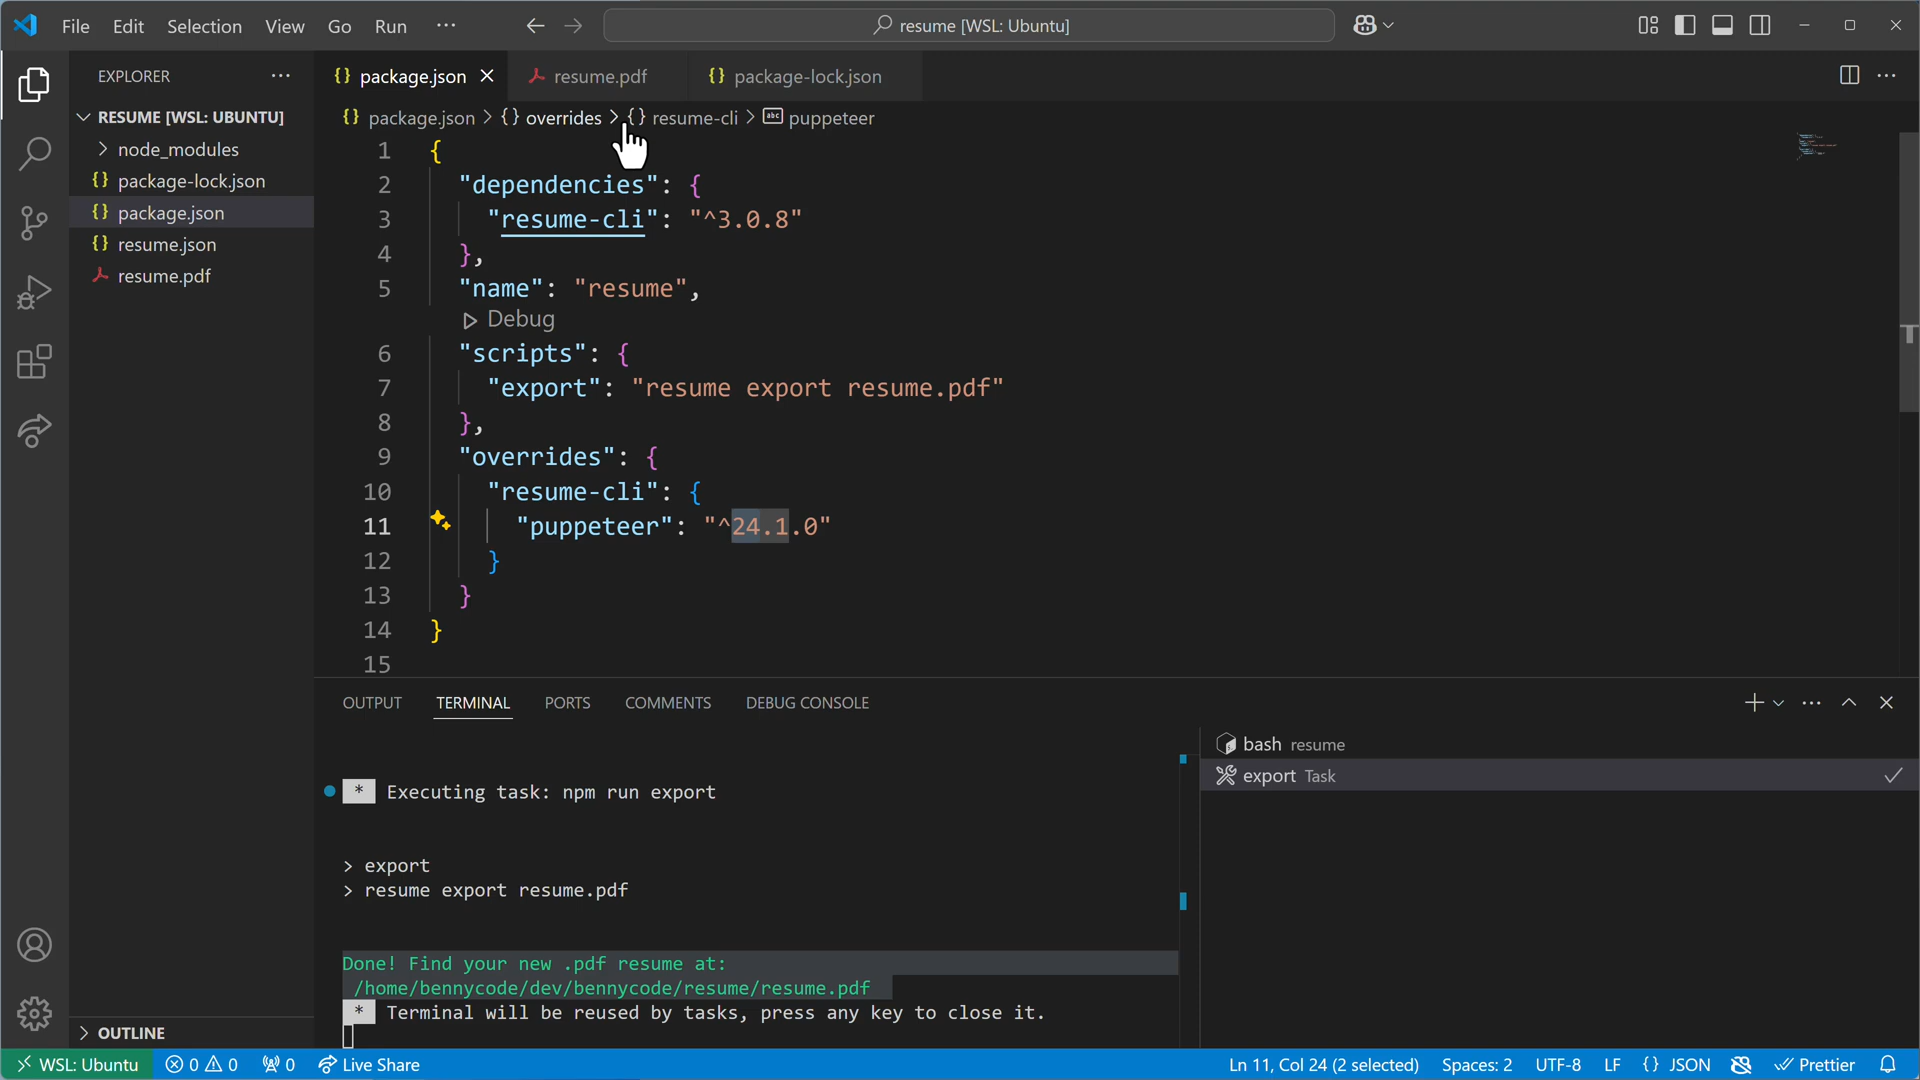 File Edit Selection View Go Run ···
resume [WSL: Ubuntu]
EXPLORER ···
RESUME [WSL: UBUNTU]
node_modules
{} package-lock.json
{} package.json
{} resume.json
resume.pdf
OUTLINE
{} package.json
resume.pdf
{} package-lock.json
{} package.json > {} overrides > {} resume-cli > abc puppeteer
1 {
2 "dependencies": {
3 "resume-cli": "^3.0.8"
4 },
5 "name": "resume",
Debug
6 "scripts": {
7 "export": "resume export resume.pdf"
8 },
9 "overrides": {
10 "resume-cli": {
11 "puppeteer": "^24.1.0"
12 }
13 }
14 }
15
OUTPUT TERMINAL PORTS COMMENTS DEBUG CONSOLE
* Executing task: npm run export
> export
> resume export resume.pdf
Done! Find your new .pdf resume at:
/home/bennycode/dev/bennycode/resume/resume.pdf
* Terminal will be reused by tasks, press any key to close it.
bash resume
export Task
WSL: Ubuntu 0 0 0 Live Share Ln 11, Col 24 (2 selected) Spaces: 2 UTF-8 LF {} JSON Prettier